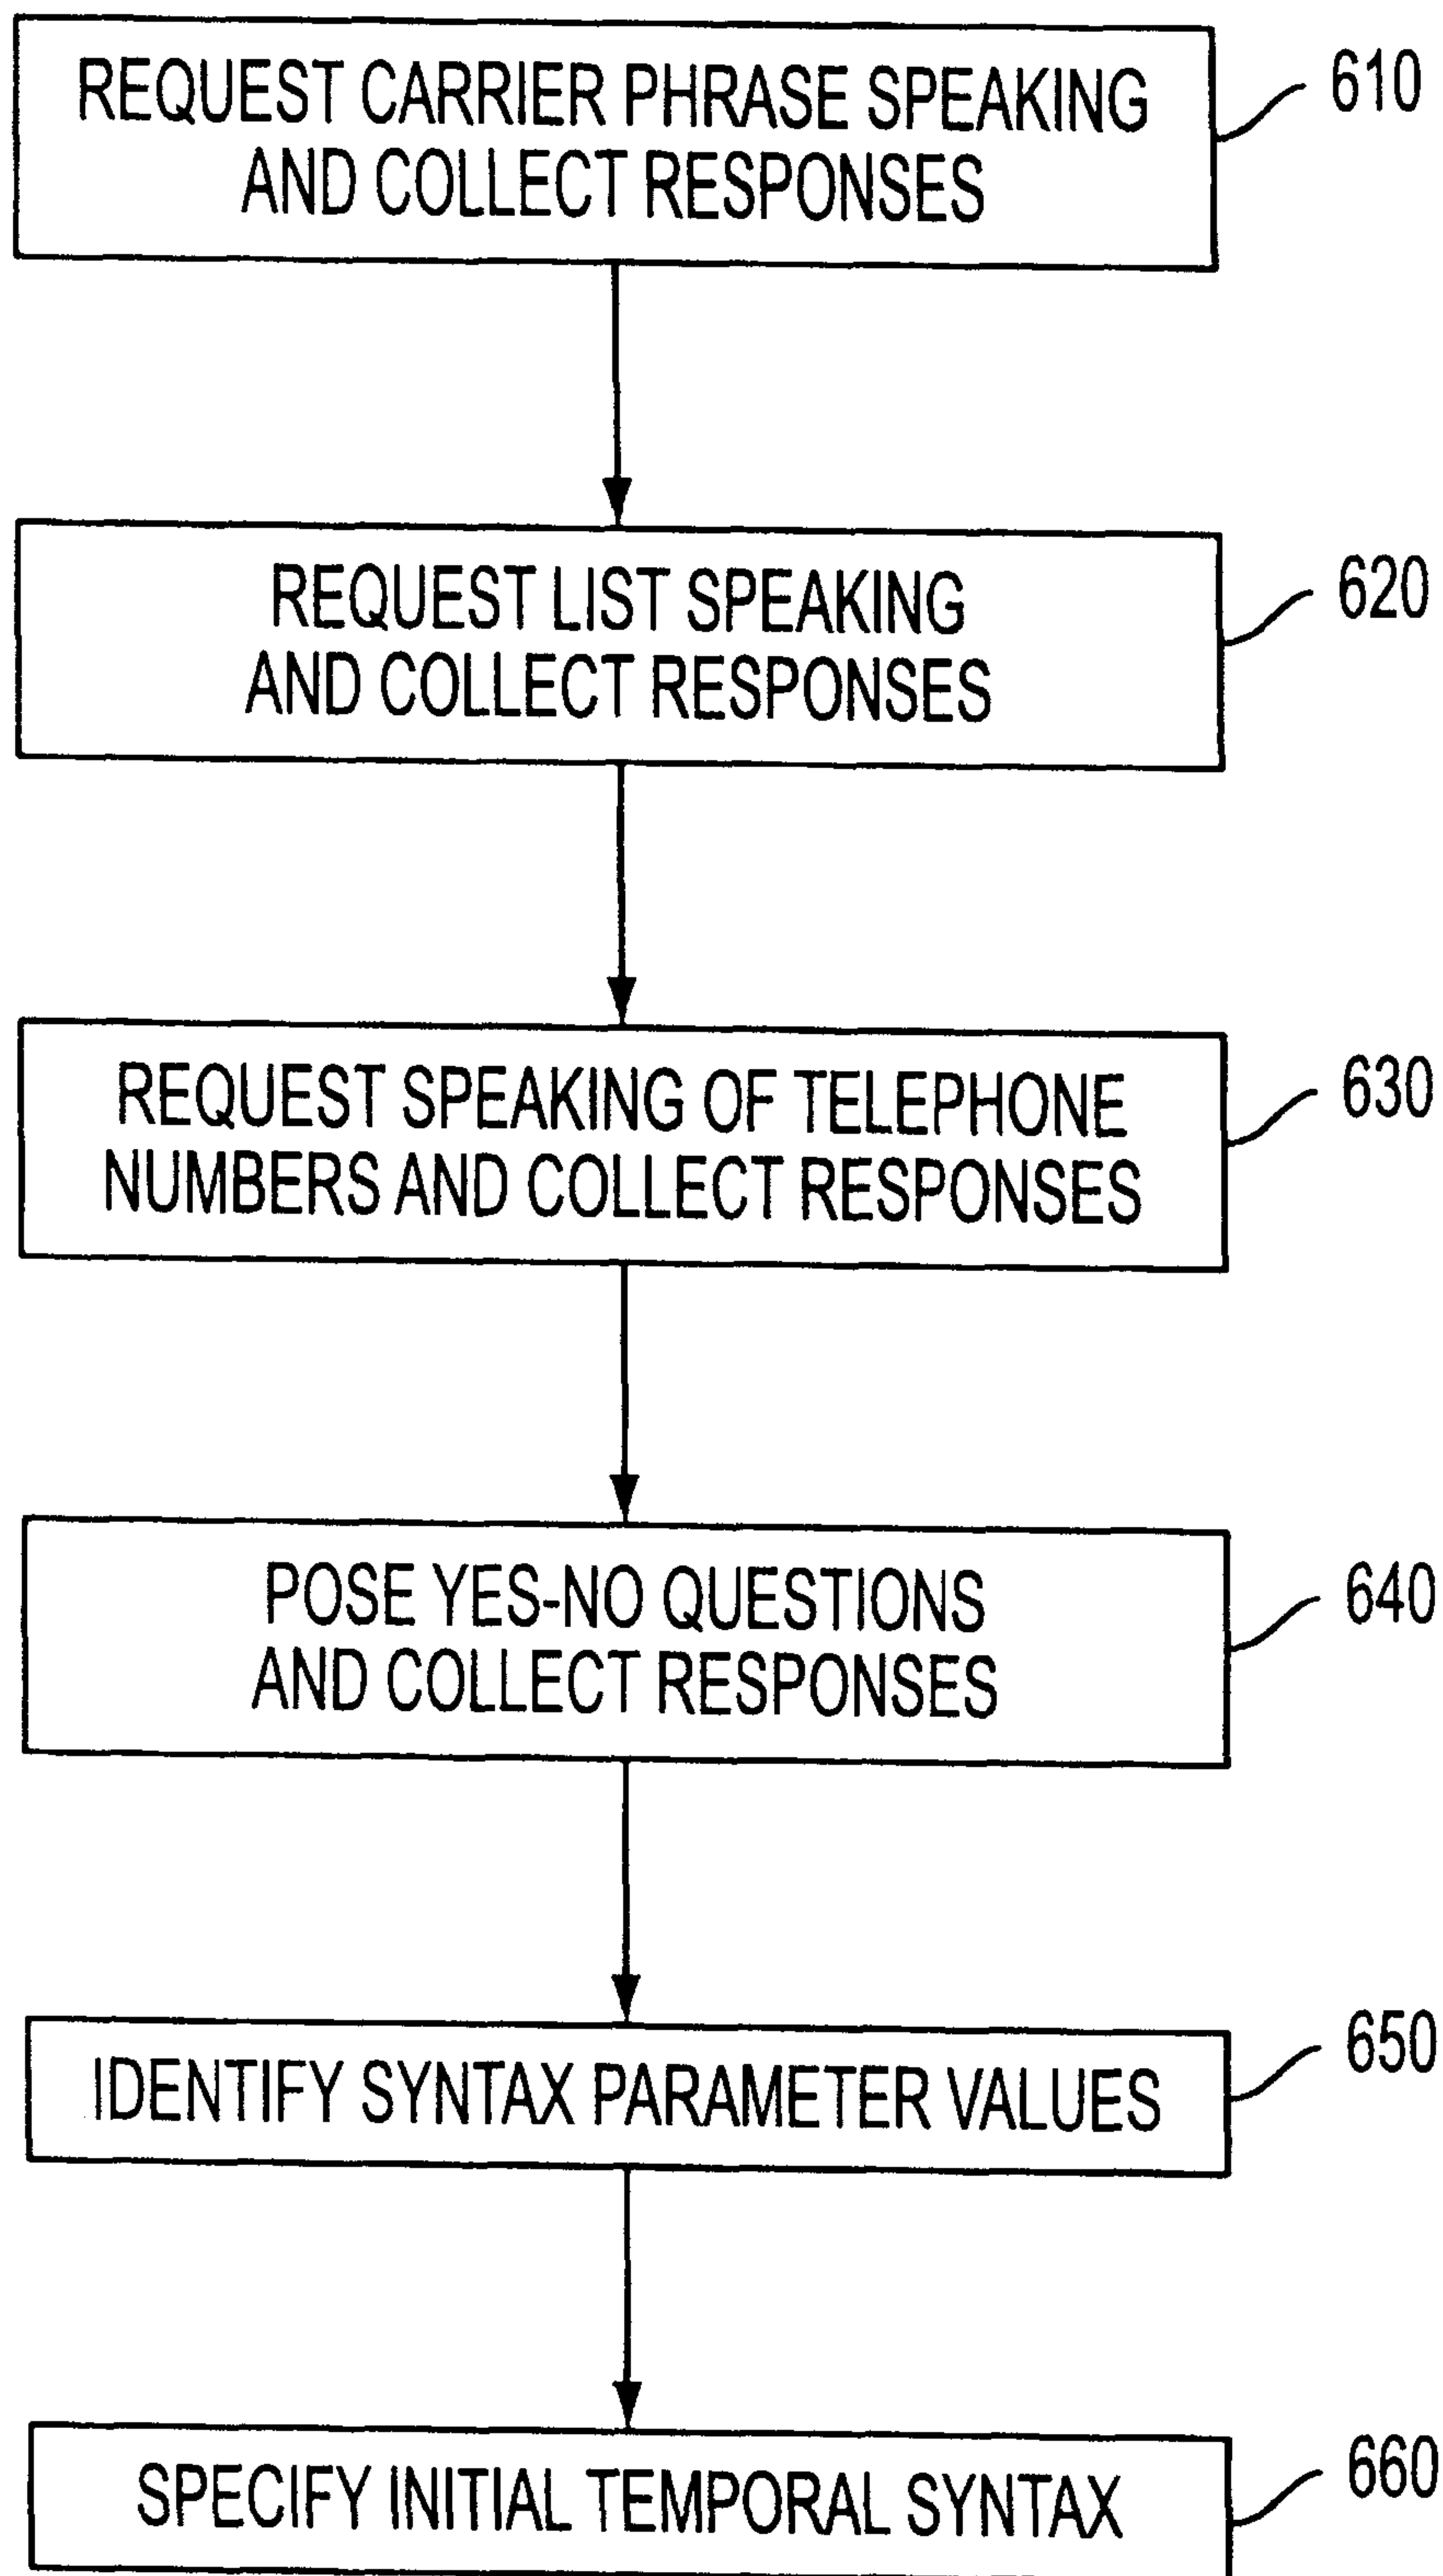 REQUEST CARRIER PHRASE SPEAKING
AND COLLECT RESPONSES
610
REQUEST LIST SPEAKING
AND COLLECT RESPONSES
620
REQUEST SPEAKING OF TELEPHONE
NUMBERS AND COLLECT RESPONSES
630
POSE YES-NO QUESTIONS
AND COLLECT RESPONSES
640
IDENTIFY SYNTAX PARAMETER VALUES
650
SPECIFY INITIAL TEMPORAL SYNTAX
660